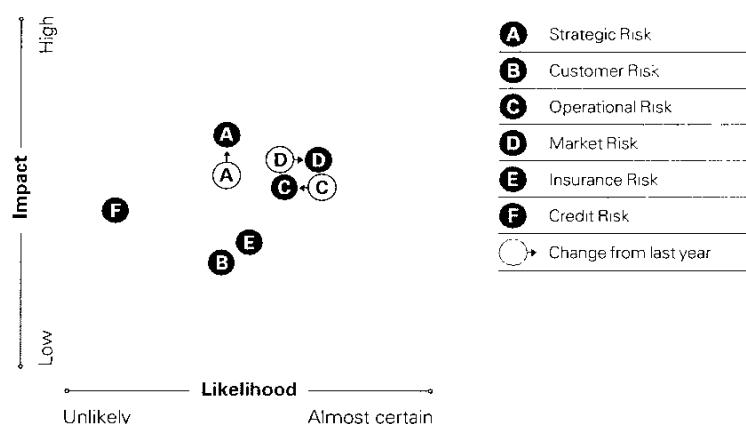 High
Impact
Low
A
A
D D
C C
F
E
B
Likelihood
Unlikely Almost certain
A Strategic Risk
B Customer Risk
C Operational Risk
D Market Risk
E Insurance Risk
F Credit Risk
Change from last year